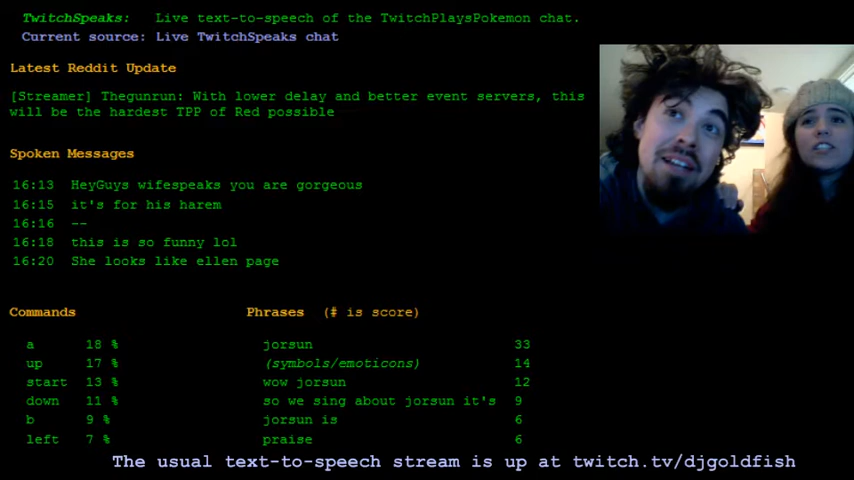 TwitchSpeaks: Live text-to-speech of the TwitchPlaysPokemon chat.
Current source: Live TwitchSpeaks chat
Latest Reddit Update
[Streamer] Thegunrun: With lower delay and better event servers, this
will be the hardest TPP of Red possible
Spoken Messages
16:13 HeyGuys wifespeaks you are gorgeous
16:15 it's for his harem
16:16 --
16:18 this is so funny lol
16:20 She looks like ellen page
Commands Phrases (# is score)
a 18 % jorsun 33
up 17 % (symbols/emoticons) 14
start 13 % wow jorsun 12
down 11 % so we sing about jorsun it's 9
b 9 % jorsun is 6
left 7 % praise 6
The usual text-to-speech stream is up at twitch.tv/djgoldfish